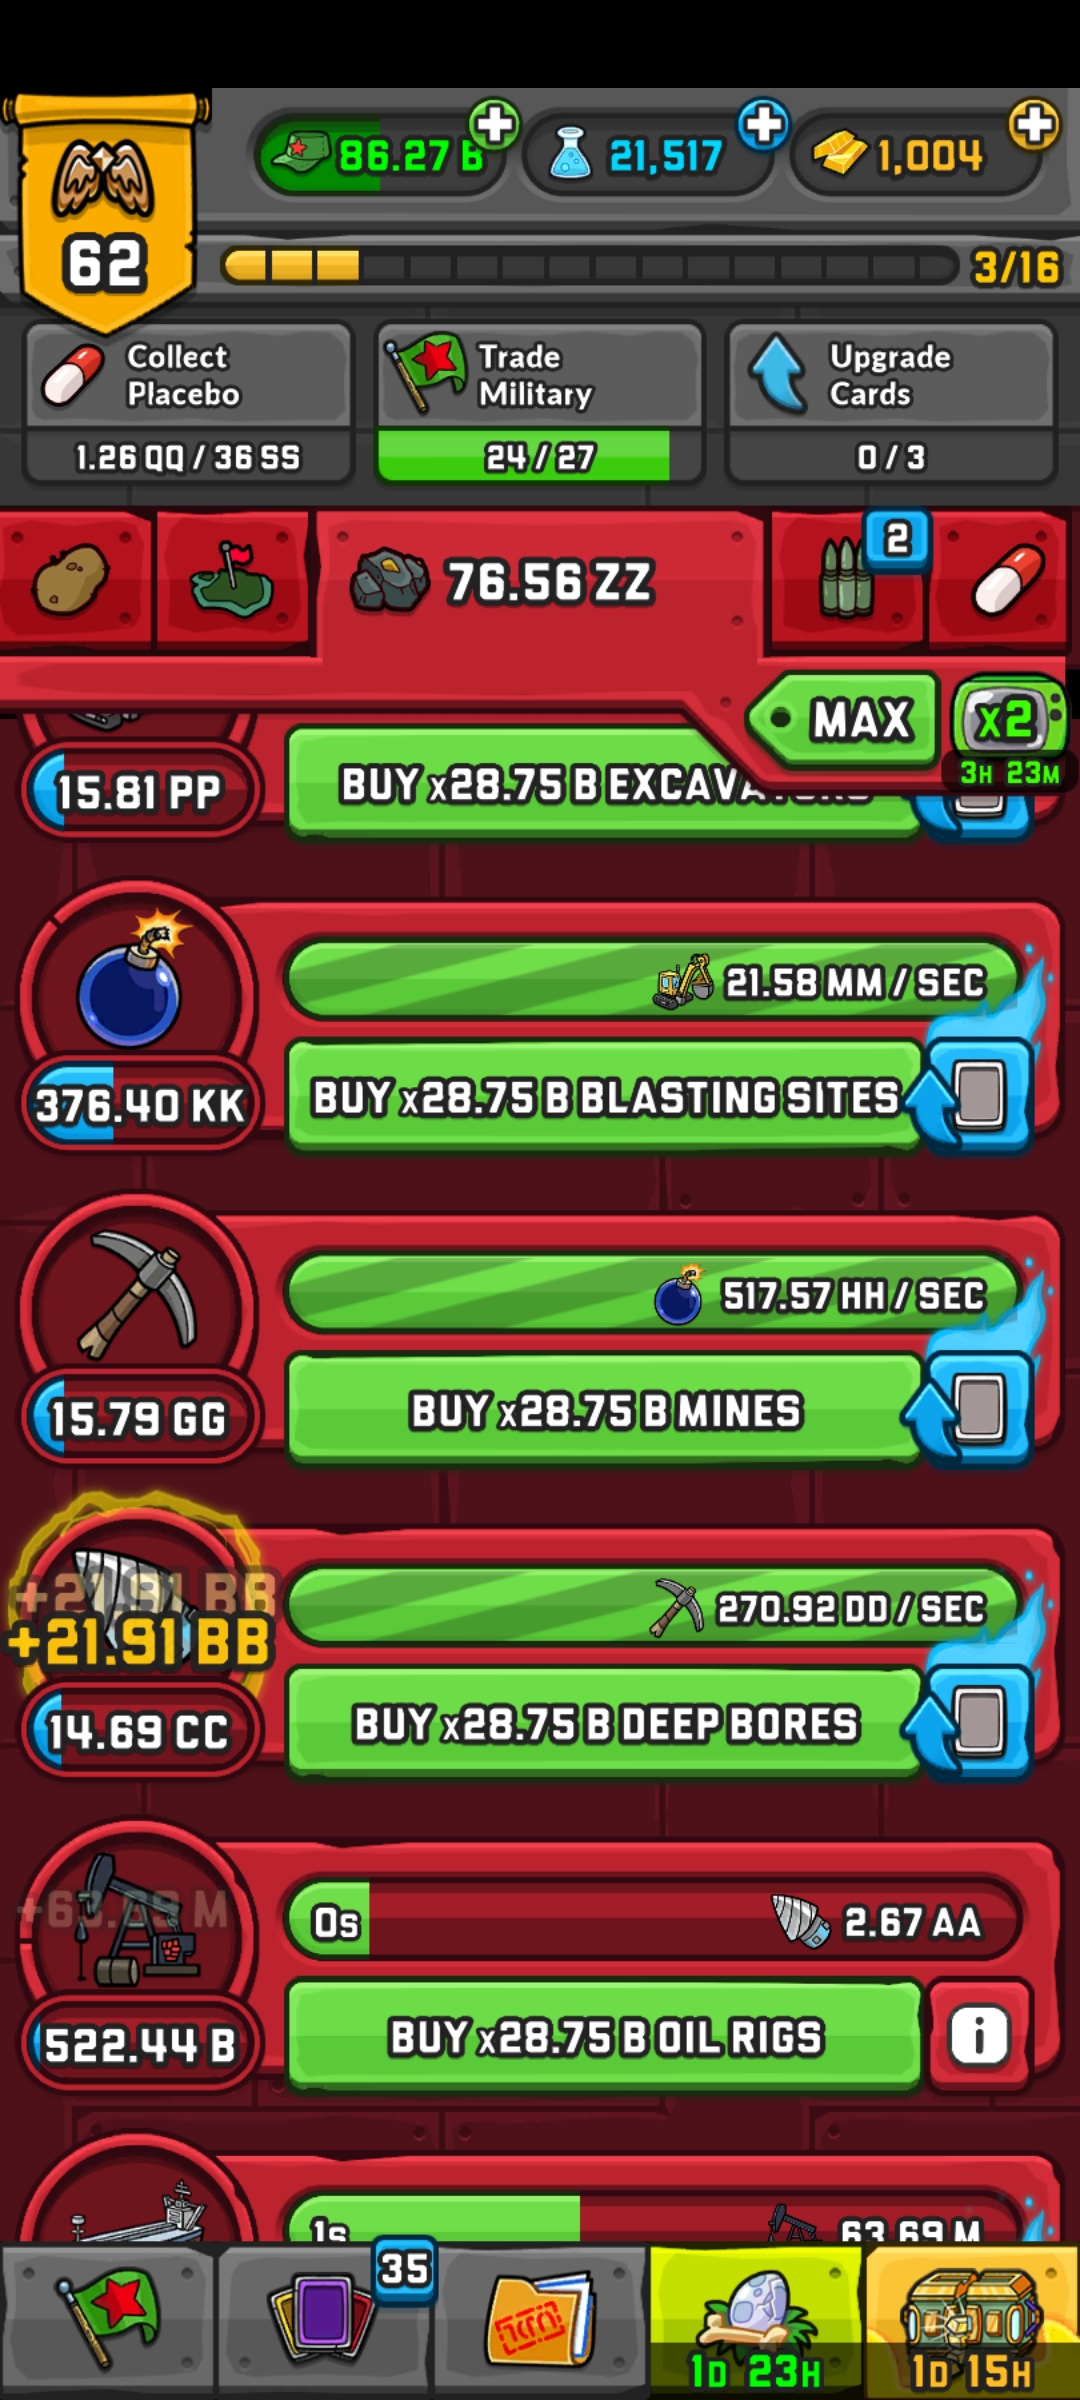 86.27 B
21,517
1,004
62
3/16
Collect
Placebo
1.26 QQ / 36 SS
Trade
Military
24 / 27
Upgrade
Cards
0 / 3
76.56 ZZ
2
MAX
x2
3H 23M
15.81 PP
BUY x28.75 B EXCAVATORS
21.58 MM / SEC
376.40 KK
BUY x28.75 B BLASTING SITES
517.57 HH / SEC
15.79 GG
BUY x28.75 B MINES
+21.91 BB
+21.91 BB
270.92 DD / SEC
14.69 CC
BUY x28.75 B DEEP BORES
+63.69 M
0s
2.67 AA
522.44 B
BUY x28.75 B OIL RIGS
i
1s
63.69 M
35
1D 23H
1D 15H